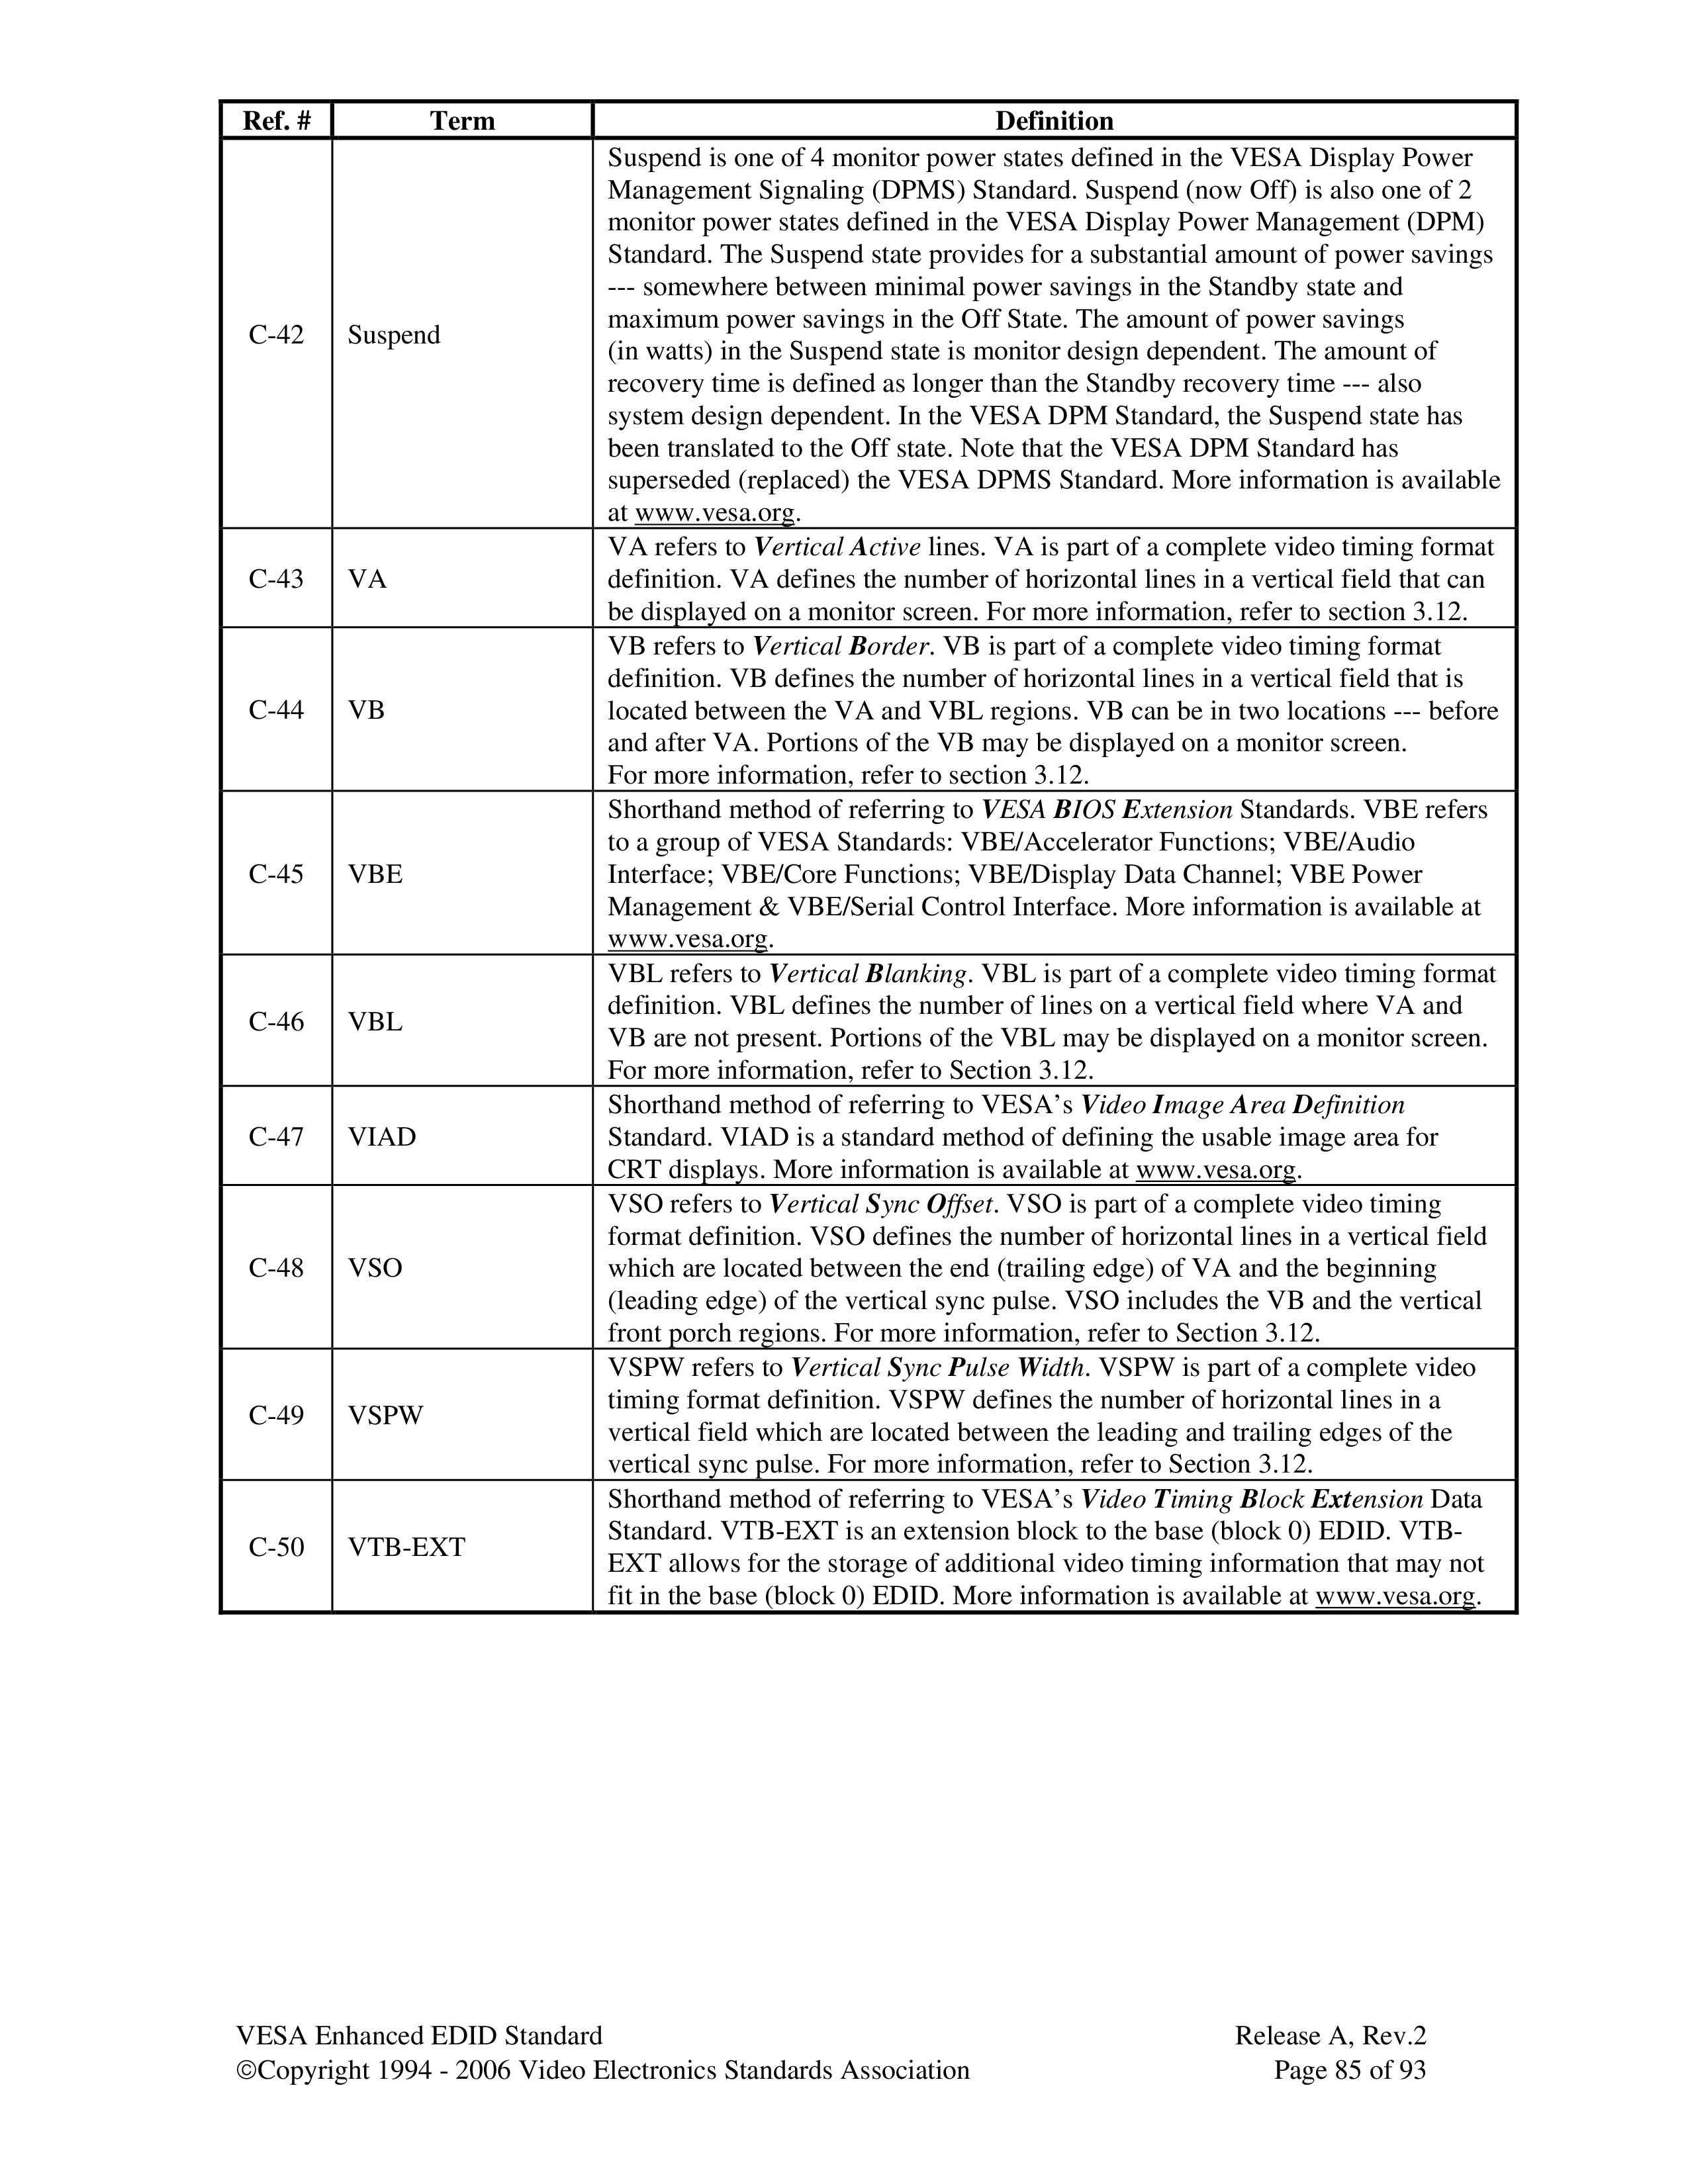 Ref. # Term Definition
C-42 Suspend
Suspend is one of 4 monitor power states defined in the VESA Display Power
Management Signaling (DPMS) Standard. Suspend (now Off) is also one of 2
monitor power states defined in the VESA Display Power Management (DPM)
Standard. The Suspend state provides for a substantial amount of power savings
--- somewhere between minimal power savings in the Standby state and
maximum power savings in the Off State. The amount of power savings
(in watts) in the Suspend state is monitor design dependent. The amount of
recovery time is defined as longer than the Standby recovery time --- also
system design dependent. In the VESA DPM Standard, the Suspend state has
been translated to the Off state. Note that the VESA DPM Standard has
superseded (replaced) the VESA DPMS Standard. More information is available
at www.vesa.org.
C-43 VA
VA refers to Vertical Active lines. VA is part of a complete video timing format
definition. VA defines the number of horizontal lines in a vertical field that can
be displayed on a monitor screen. For more information, refer to section 3.12.
C-44 VB
VB refers to Vertical Border. VB is part of a complete video timing format
definition. VB defines the number of horizontal lines in a vertical field that is
located between the VA and VBL regions. VB can be in two locations --- before
and after VA. Portions of the VB may be displayed on a monitor screen.
For more information, refer to section 3.12.
C-45 VBE
Shorthand method of referring to VESA BIOS Extension Standards. VBE refers
to a group of VESA Standards: VBE/Accelerator Functions; VBE/Audio
Interface; VBE/Core Functions; VBE/Display Data Channel; VBE Power
Management & VBE/Serial Control Interface. More information is available at
www.vesa.org.
C-46 VBL
VBL refers to Vertical Blanking. VBL is part of a complete video timing format
definition. VBL defines the number of lines on a vertical field where VA and
VB are not present. Portions of the VBL may be displayed on a monitor screen.
For more information, refer to Section 3.12.
C-47 VIAD
Shorthand method of referring to VESA’s Video Image Area Definition
Standard. VIAD is a standard method of defining the usable image area for
CRT displays. More information is available at www.vesa.org.
C-48 VSO
VSO refers to Vertical Sync Offset. VSO is part of a complete video timing
format definition. VSO defines the number of horizontal lines in a vertical field
which are located between the end (trailing edge) of VA and the beginning
(leading edge) of the vertical sync pulse. VSO includes the VB and the vertical
front porch regions. For more information, refer to Section 3.12.
C-49 VSPW
VSPW refers to Vertical Sync Pulse Width. VSPW is part of a complete video
timing format definition. VSPW defines the number of horizontal lines in a
vertical field which are located between the leading and trailing edges of the
vertical sync pulse. For more information, refer to Section 3.12.
C-50 VTB-EXT
Shorthand method of referring to VESA’s Video Timing Block Extension Data
Standard. VTB-EXT is an extension block to the base (block 0) EDID. VTB-
EXT allows for the storage of additional video timing information that may not
fit in the base (block 0) EDID. More information is available at www.vesa.org.
VESA Enhanced EDID Standard Release A, Rev.2
©Copyright 1994 - 2006 Video Electronics Standards Association Page 85 of 93